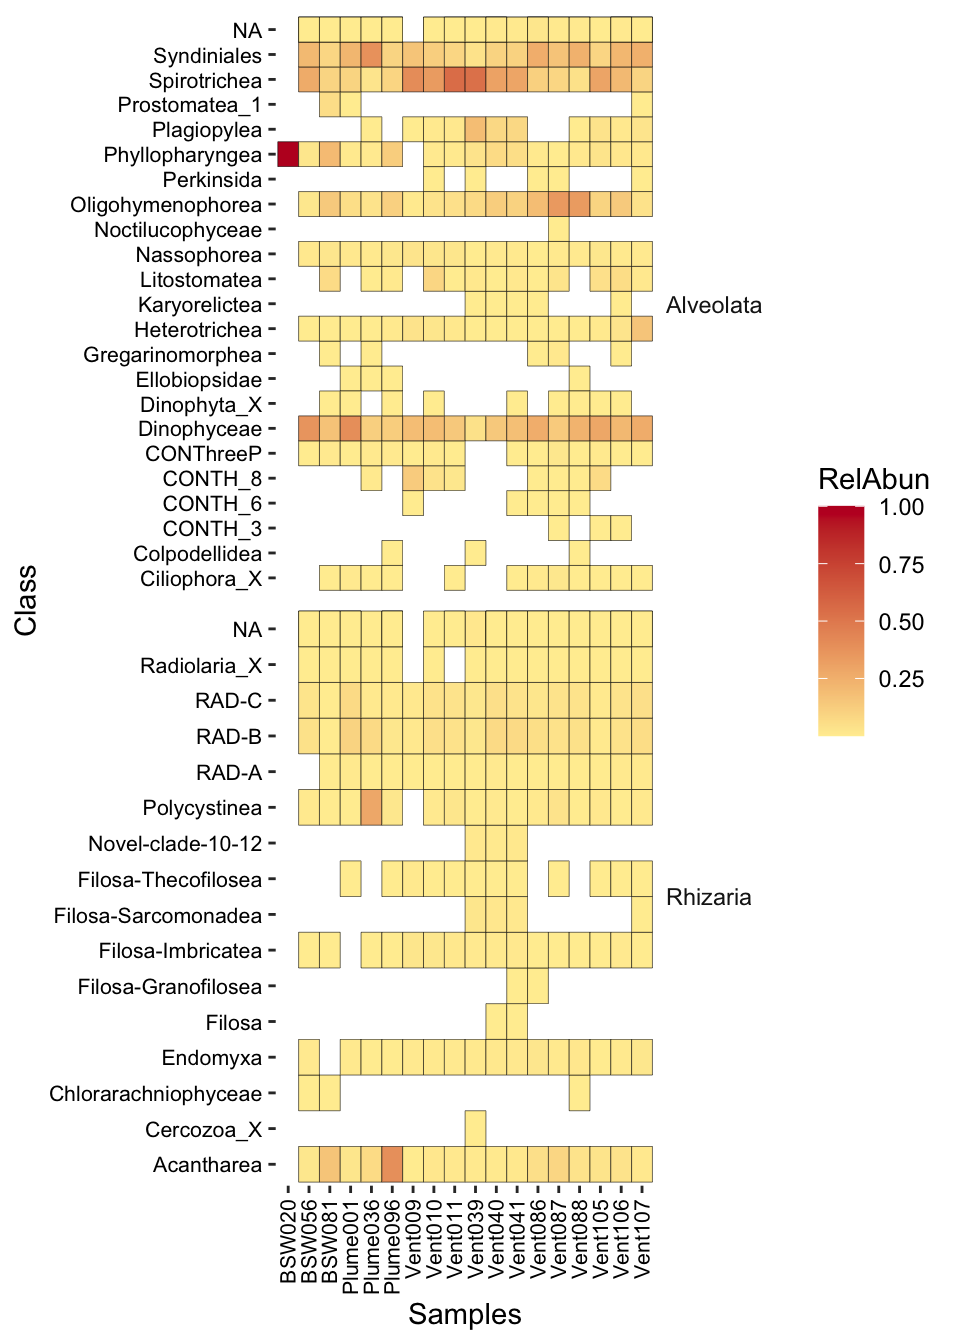 NA
Syndiniales
Spirotrichea
Prostomatea_1
Plagiopylea
Phyllopharyngea
Perkinsida
Oligohymenophorea
Noctilucophyceae
Nassophorea
Litostomatea
Karyorelictea
Heterotrichea
Gregarinomorphea
Ellobiopsidae
Dinophyta_X
Dinophyceae
CONThreeP
CONTH_8
CONTH_6
CONTH_3
Colpodellidea
Ciliophora_X
Alveolata
NA
Radiolaria_X
RAD-C
RAD-B
RAD-A
Polycystinea
Novel-clade-10-12
Filosa-Thecofilosea
Filosa-Sarcomonadea
Filosa-Imbricatea
Filosa-Granofilosea
Filosa
Endomyxa
Chlorarachniophyceae
Cercozoa_X
Acantharea
Rhizaria
Class
BSW020
BSW056
BSW081
Plume001
Plume036
Plume096
Vent009
Vent010
Vent011
Vent039
Vent040
Vent041
Vent086
Vent087
Vent088
Vent105
Vent106
Vent107
Samples
RelAbun
1.00
0.75
0.50
0.25